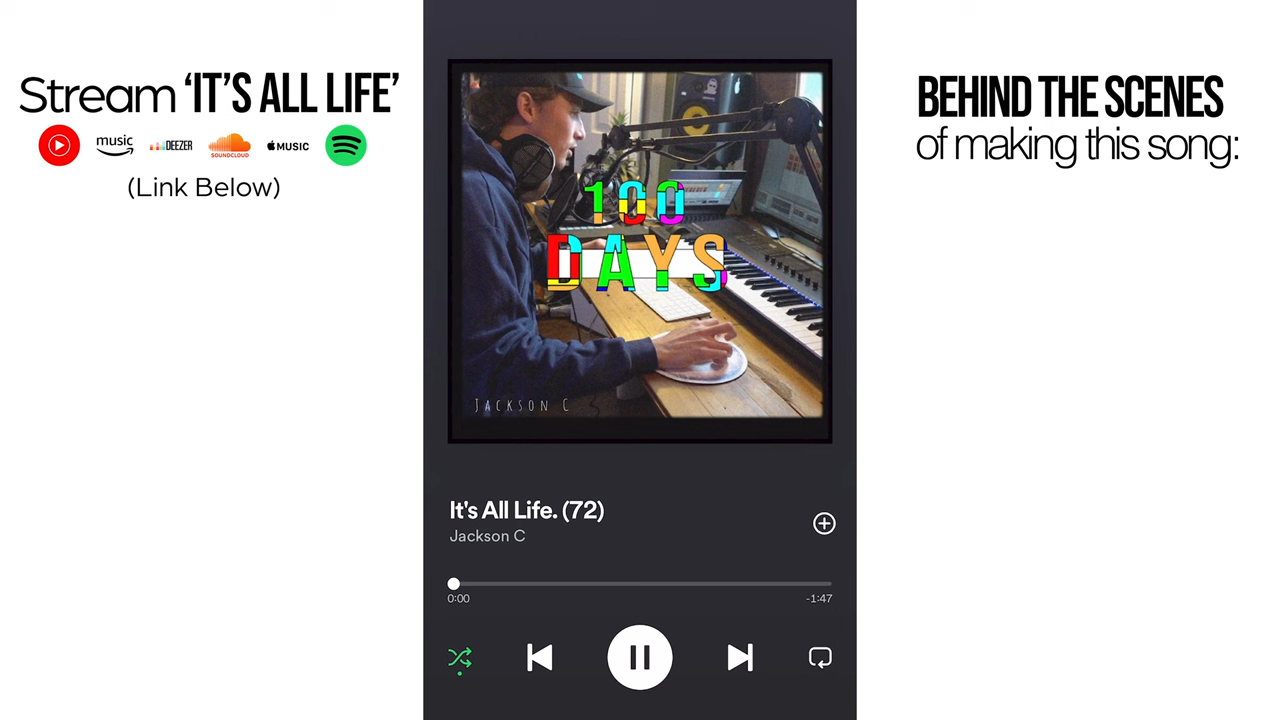 Stream ‘IT’S ALL LIFE’
music DEEZER SOUNDCLOUD MUSIC
(Link Below)
100
DAYS
JACKSON C
It's All Life. (72)
Jackson C
0:00 -1:47
BEHIND THE SCENES
of making this song: